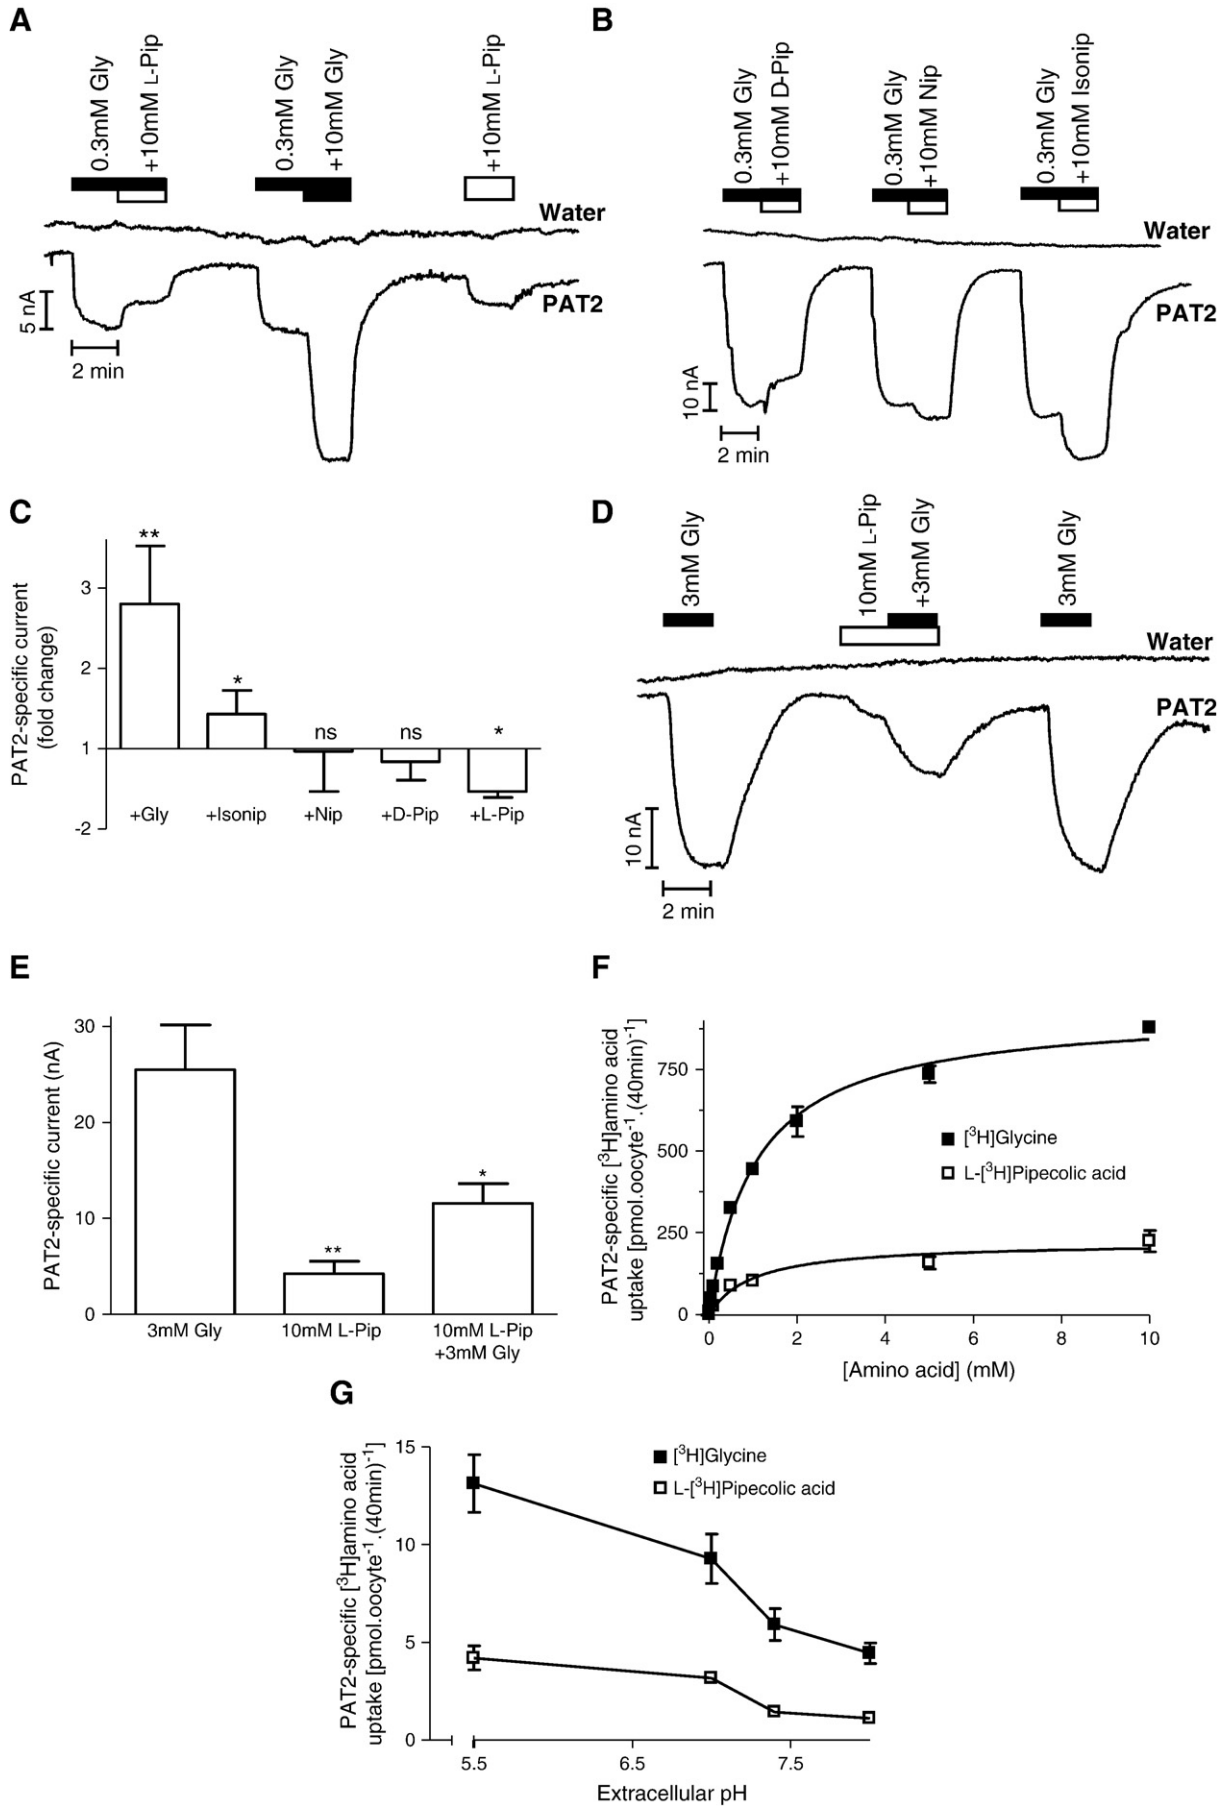 A
0.3mM Gly
+10mM L-Pip
0.3mM Gly
+10mM Gly
+10mM L-Pip
Water
PAT2
5 nA
2 min
B
0.3mM Gly
+10mM D-Pip
0.3mM Gly
+10mM Nip
0.3mM Gly
+10mM Isonip
Water
PAT2
10 nA
2 min
C
PAT2-specific current
(fold change)
3
2
1
-2
**
*
ns
ns
*
+Gly
+Isonip
+Nip
+D-Pip
+L-Pip
D
3mM Gly
10mM L-Pip
+3mM Gly
3mM Gly
Water
PAT2
10 nA
2 min
E
PAT2-specific current (nA)
30
20
10
0
**
*
3mM Gly
10mM L-Pip
10mM L-Pip
+3mM Gly
F
PAT2-specific [³H]amino acid
uptake [pmol.oocyte⁻¹.(40min)⁻¹]
750
500
250
0
[³H]Glycine
L-[³H]Pipecolic acid
0 2 4 6 8 10
[Amino acid] (mM)
G
PAT2-specific [³H]amino acid
uptake [pmol.oocyte⁻¹.(40min)⁻¹]
15
10
5
0
[³H]Glycine
L-[³H]Pipecolic acid
5.5 6.5 7.5
Extracellular pH